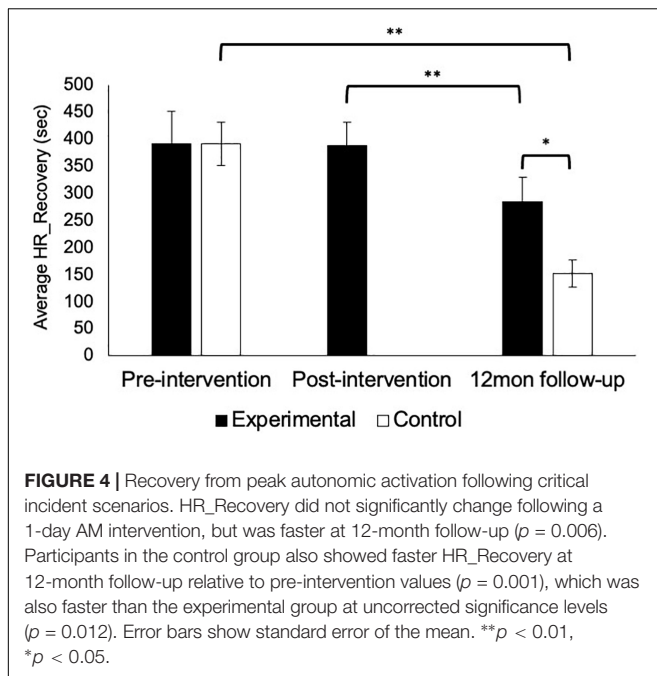 **
**
*
500
450
400
350
300
250
200
150
100
50
0
Average HR_Recovery (sec)
Pre-intervention Post-intervention 12mon follow-up
Experimental Control
FIGURE 4 | Recovery from peak autonomic activation following critical
incident scenarios. HR_Recovery did not significantly change following a
1-day AM intervention, but was faster at 12-month follow-up (p = 0.006).
Participants in the control group also showed faster HR_Recovery at
12-month follow-up relative to pre-intervention values (p = 0.001), which was
also faster than the experimental group at uncorrected significance levels
(p = 0.012). Error bars show standard error of the mean. **p < 0.01,
*p < 0.05.